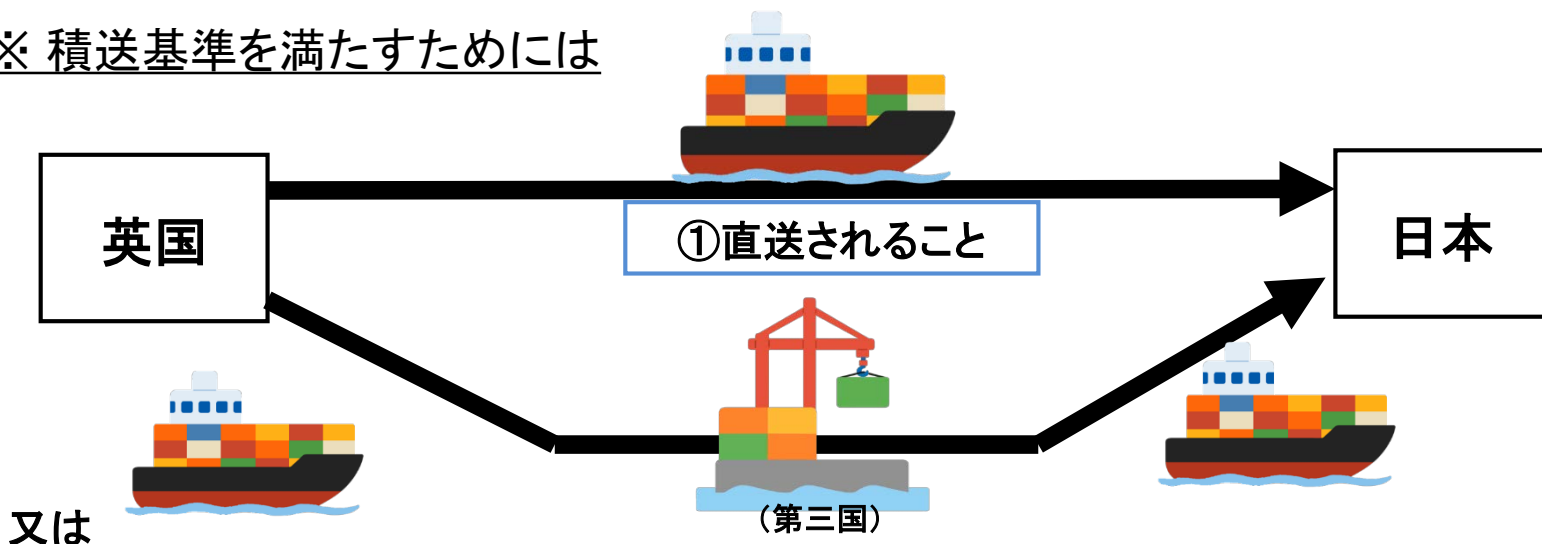 ※ 積送基準を満たすためには
英国
①直送されること
日本
（第三国）
又は